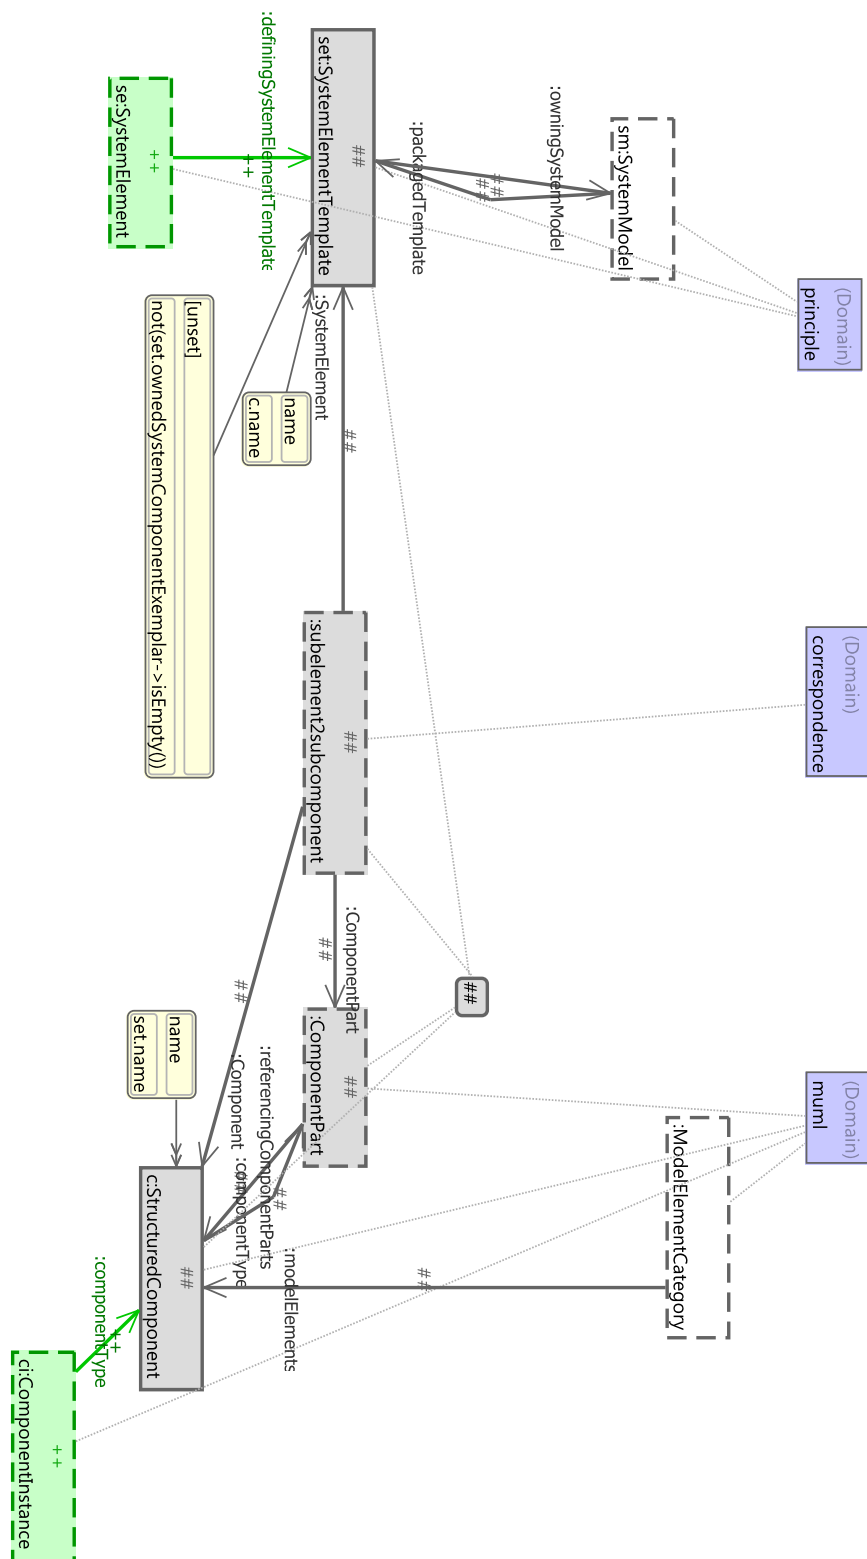 (Domain)
principle
(Domain)
correspondence
(Domain)
muml
sm:SystemModel
:owningSystemModel
##
##
:packagedTemplate
##
set:SystemElementTemplate
:definingSystemElementTemplate
++
++
se:SystemElement
:SystemElement
##
name
c.name
[unset]
not(set.ownedSystemComponentExemplar->isEmpty())
##
:subelement2subcomponent
##
:ComponentPart
##
##
##
:ComponentPart
:ModelElementCategory
##
:modelElements
:referencingComponentParts
##
:Component
:componentType
##
name
set.name
##
c:StructuredComponent
:componentType
++
++
ci:ComponentInstance